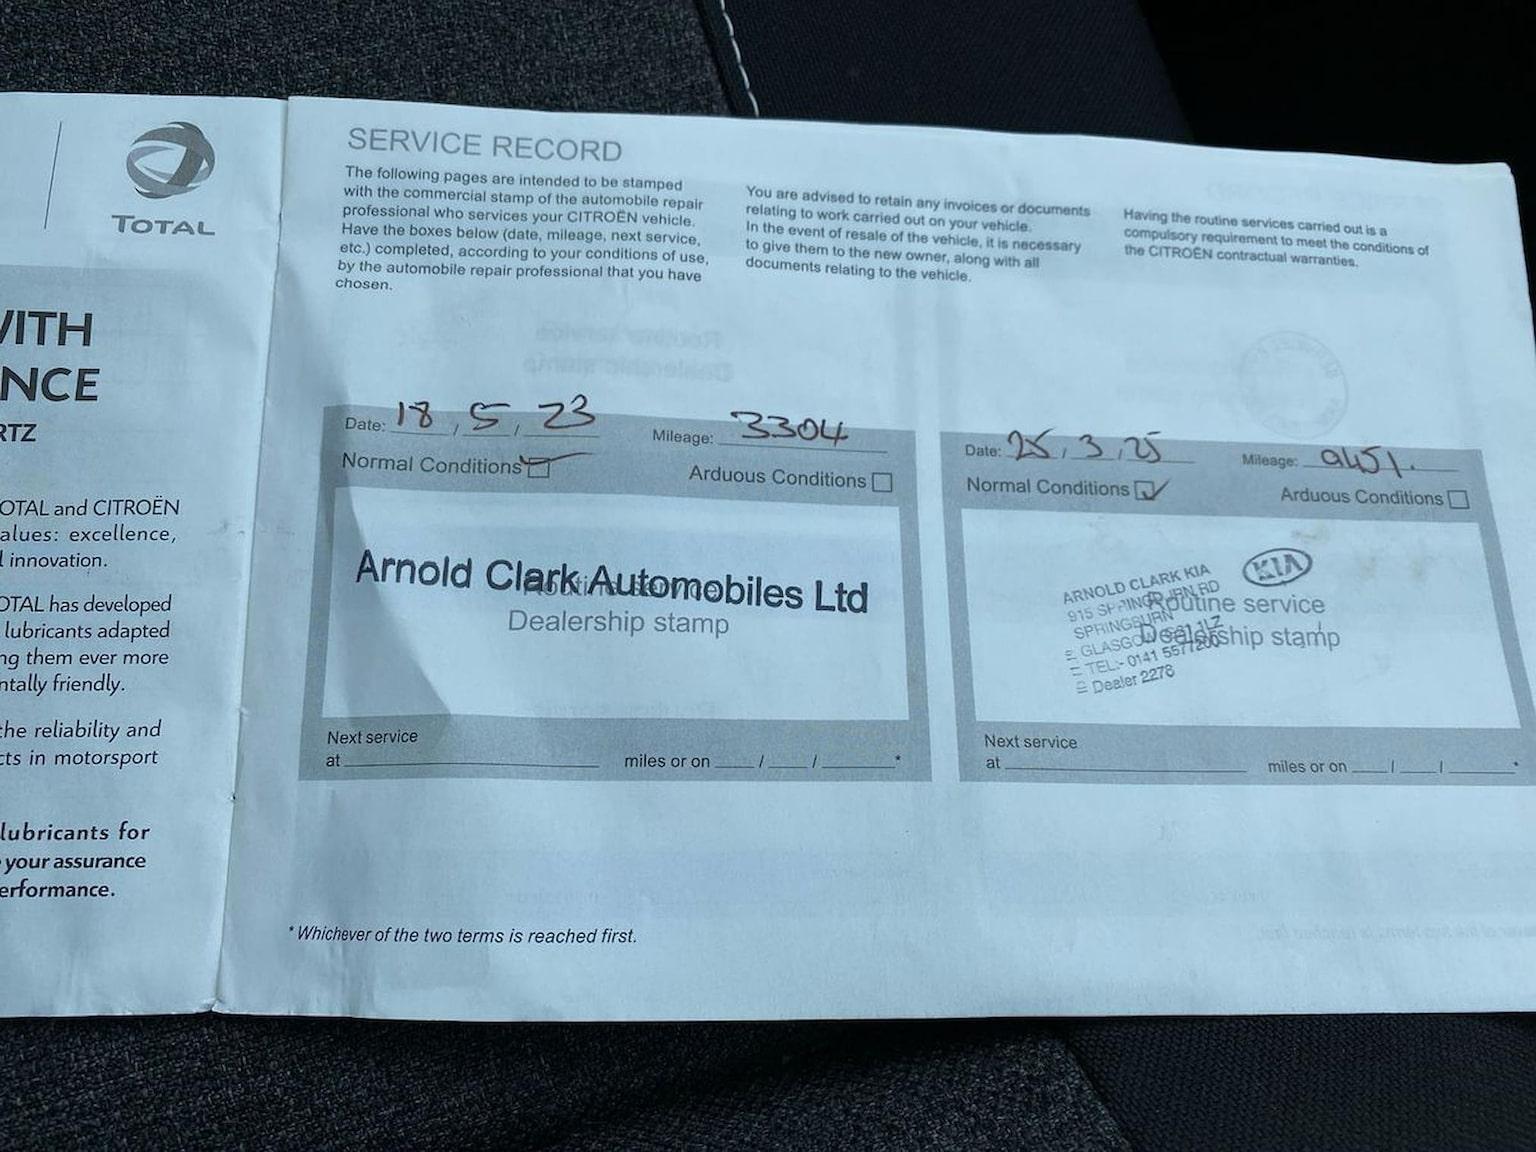 TOTAL
WITH
NCE
RTZ
OTAL and CITROËN
alues: excellence,
l innovation.
OTAL has developed
lubricants adapted
ng them ever more
ntally friendly.
the reliability and
cts in motorsport
lubricants for
your assurance
erformance.
SERVICE RECORD
The following pages are intended to be stamped
with the commercial stamp of the automobile repair
professional who services your CITROËN vehicle.
Have the boxes below (date, mileage, next service,
etc.) completed, according to your conditions of use,
by the automobile repair professional that you have
chosen.
You are advised to retain any invoices or documents
relating to work carried out on your vehicle.
In the event of resale of the vehicle, it is necessary
to give them to the new owner, along with all
documents relating to the vehicle.
Having the routine services carried out is a
compulsory requirement to meet the conditions of
the CITROËN contractual warranties.
Date: 18 / 5 / 23 Mileage: 3304
Normal Conditions Arduous Conditions
Arnold Clark Automobiles Ltd
Routine service
Dealership stamp
Next service
at miles or on / / *
Date: 25 / 3 / 25 Mileage: 9451.
Normal Conditions Arduous Conditions
KIA
ARNOLD CLARK KIA
915 SPRINGBURN RD
SPRINGBURN
GLASGOW G21 1LZ
TEL:- 0141 5577200
Dealer 2278
Routine service
Dealership stamp
Next service
at miles or on / / *
* Whichever of the two terms is reached first.